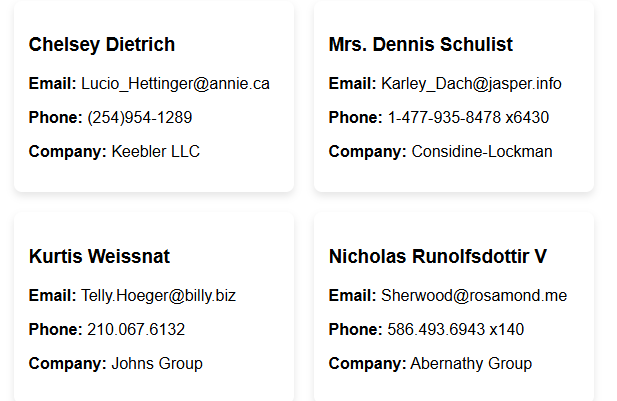 Chelsey Dietrich
Email: Lucio_Hettinger@annie.ca
Phone: (254)954-1289
Company: Keebler LLC
Mrs. Dennis Schulist
Email: Karley_Dach@jasper.info
Phone: 1-477-935-8478 x6430
Company: Considine-Lockman
Kurtis Weissnat
Email: Telly.Hoeger@billy.biz
Phone: 210.067.6132
Company: Johns Group
Nicholas Runolfsdottir V
Email: Sherwood@rosamond.me
Phone: 586.493.6943 x140
Company: Abernathy Group